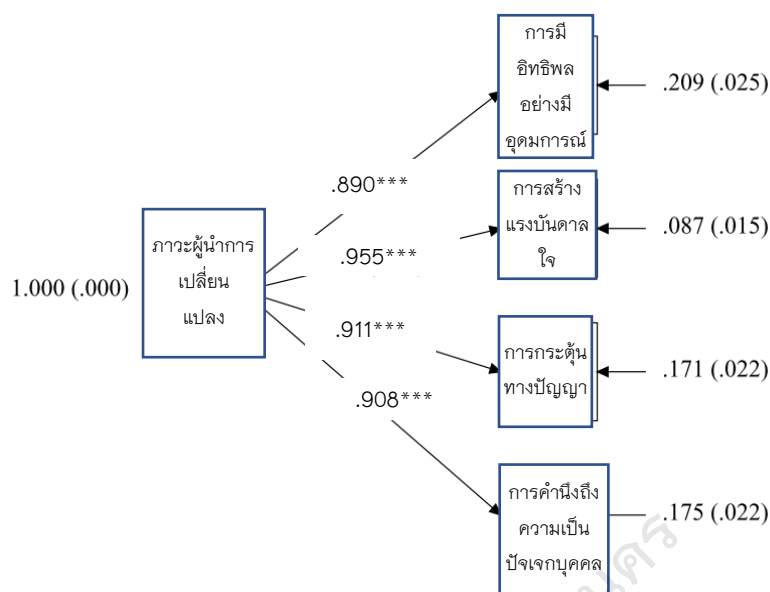 การมี
อิทธิพล
อย่างมี
อุดมการณ์
.209 (.025)
.890***
การสร้าง
แรงบันดาล
ใจ
.087 (.015)
ภาวะผู้นำการ
เปลี่ยน
แปลง
.955***
1.000 (.000)
.911***
การกระตุ้น
ทางปัญญา
.171 (.022)
.908***
การคำนึงถึง
ความเป็น
ปัจเจกบุคคล
.175 (.022)